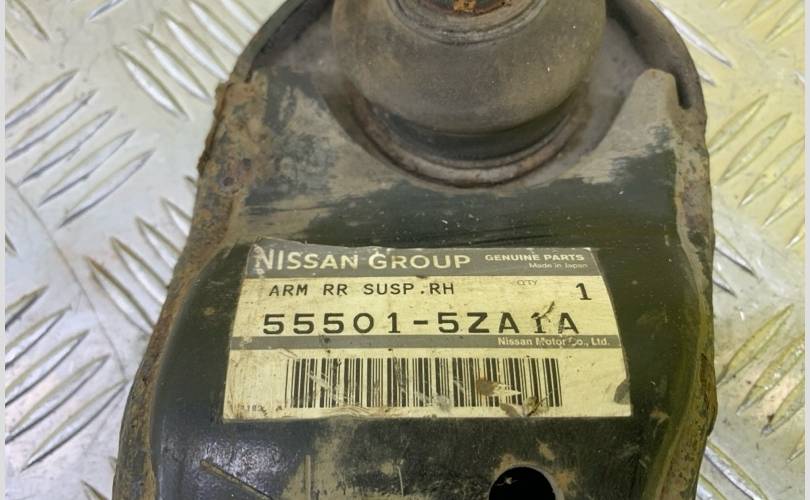 NISSAN GROUP GENUINE PARTS
Made in Japan
ARM RR SUSP.RH QTY 1
55501-5ZA1A
Nissan Motor Co., Ltd.